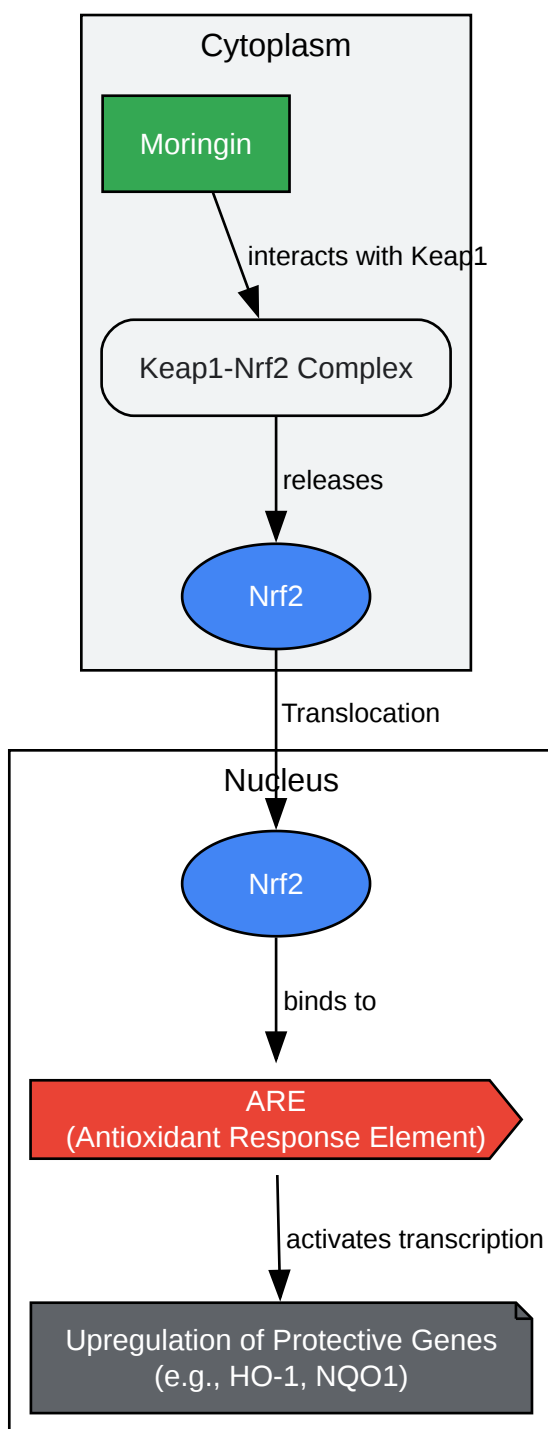 Cytoplasm
Moringin
interacts with Keap1
Keap1-Nrf2 Complex
releases
Nrf2
Translocation
Nucleus
Nrf2
binds to
ARE
(Antioxidant Response Element)
activates transcription
Upregulation of Protective Genes
(e.g., HO-1, NQO1)